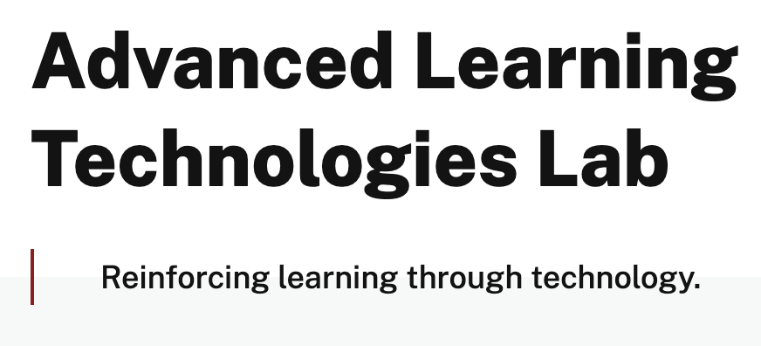 Advanced Learning
Technologies Lab
Reinforcing learning through technology.